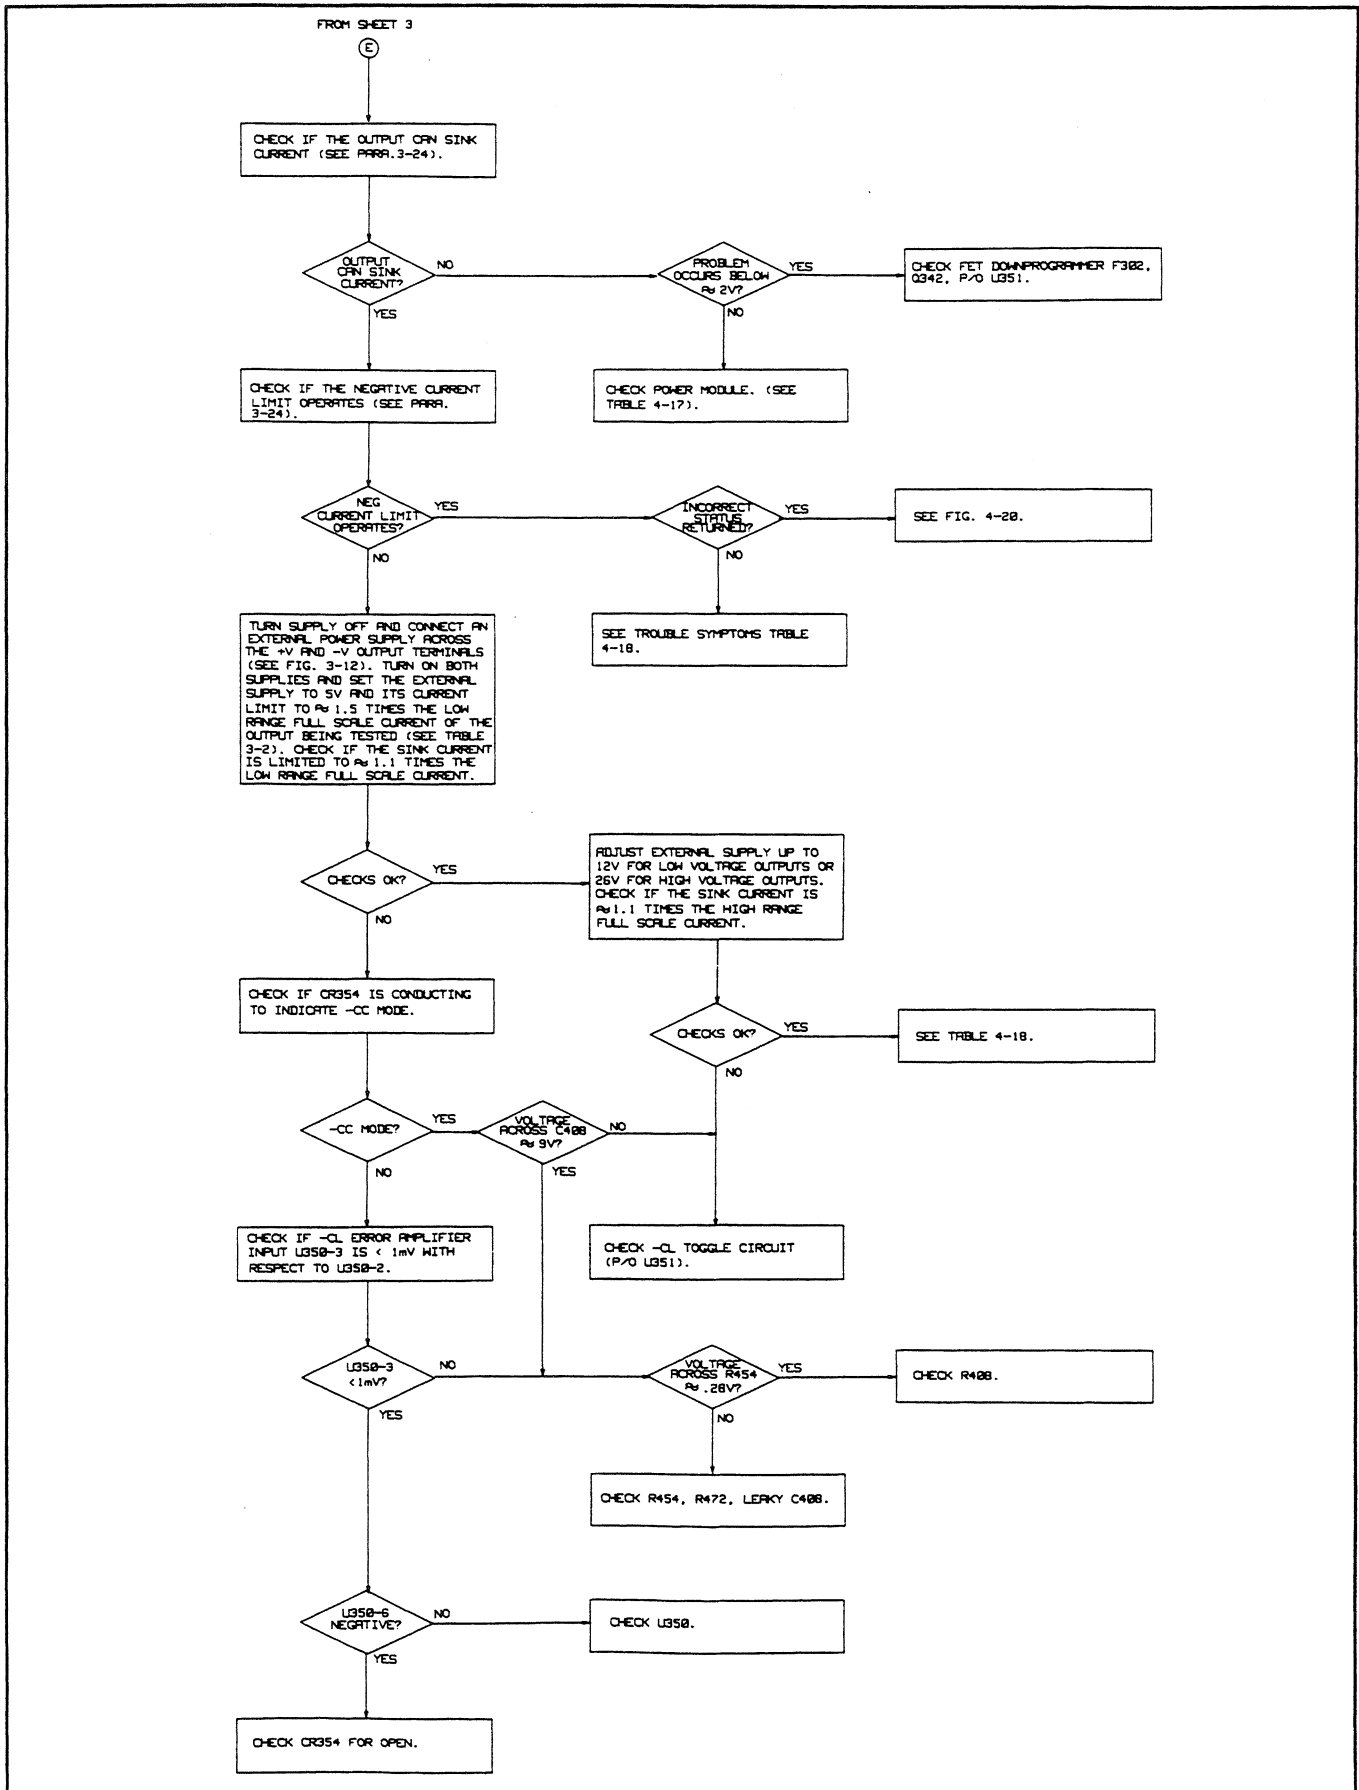 FROM SHEET 3
E
CHECK IF THE OUTPUT CAN SINK
CURRENT (SEE PARA.3-24).
OUTPUT
CAN SINK
CURRENT?
NO
YES
PROBLEM
OCCURS BELOW
≈ 2V?
YES
NO
CHECK FET DOWNPROGRAMMER F302,
Q342, P/O U351.
CHECK IF THE NEGATIVE CURRENT
LIMIT OPERATES (SEE PARA.
3-24).
CHECK POWER MODULE. (SEE
TABLE 4-17).
NEG
CURRENT LIMIT
OPERATES?
YES
NO
INCORRECT
STATUS
RETURNED?
YES
NO
SEE FIG. 4-20.
TURN SUPPLY OFF AND CONNECT AN
EXTERNAL POWER SUPPLY ACROSS
THE +V AND -V OUTPUT TERMINALS
(SEE FIG. 3-12). TURN ON BOTH
SUPPLIES AND SET THE EXTERNAL
SUPPLY TO 5V AND ITS CURRENT
LIMIT TO ≈ 1.5 TIMES THE LOW
RANGE FULL SCALE CURRENT OF THE
OUTPUT BEING TESTED (SEE TABLE
3-2). CHECK IF THE SINK CURRENT
IS LIMITED TO ≈ 1.1 TIMES THE
LOW RANGE FULL SCALE CURRENT.
SEE TROUBLE SYMPTOMS TABLE
4-18.
CHECKS OK?
YES
NO
ADJUST EXTERNAL SUPPLY UP TO
12V FOR LOW VOLTAGE OUTPUTS OR
26V FOR HIGH VOLTAGE OUTPUTS.
CHECK IF THE SINK CURRENT IS
≈1.1 TIMES THE HIGH RANGE
FULL SCALE CURRENT.
CHECK IF CR354 IS CONDUCTING
TO INDICATE -CC MODE.
CHECKS OK?
YES
NO
SEE TABLE 4-18.
-CC MODE?
YES
NO
VOLTAGE
ACROSS C408
≈ 9V?
NO
YES
CHECK IF -CL ERROR AMPLIFIER
INPUT U350-3 IS < 1mV WITH
RESPECT TO U350-2.
CHECK -CL TOGGLE CIRCUIT
(P/O U351).
U350-3
<1mV?
NO
YES
VOLTAGE
ACROSS R454
≈ .28V?
YES
NO
CHECK R408.
CHECK R454, R472, LEAKY C408.
U350-6
NEGATIVE?
NO
YES
CHECK U350.
CHECK CR354 FOR OPEN.